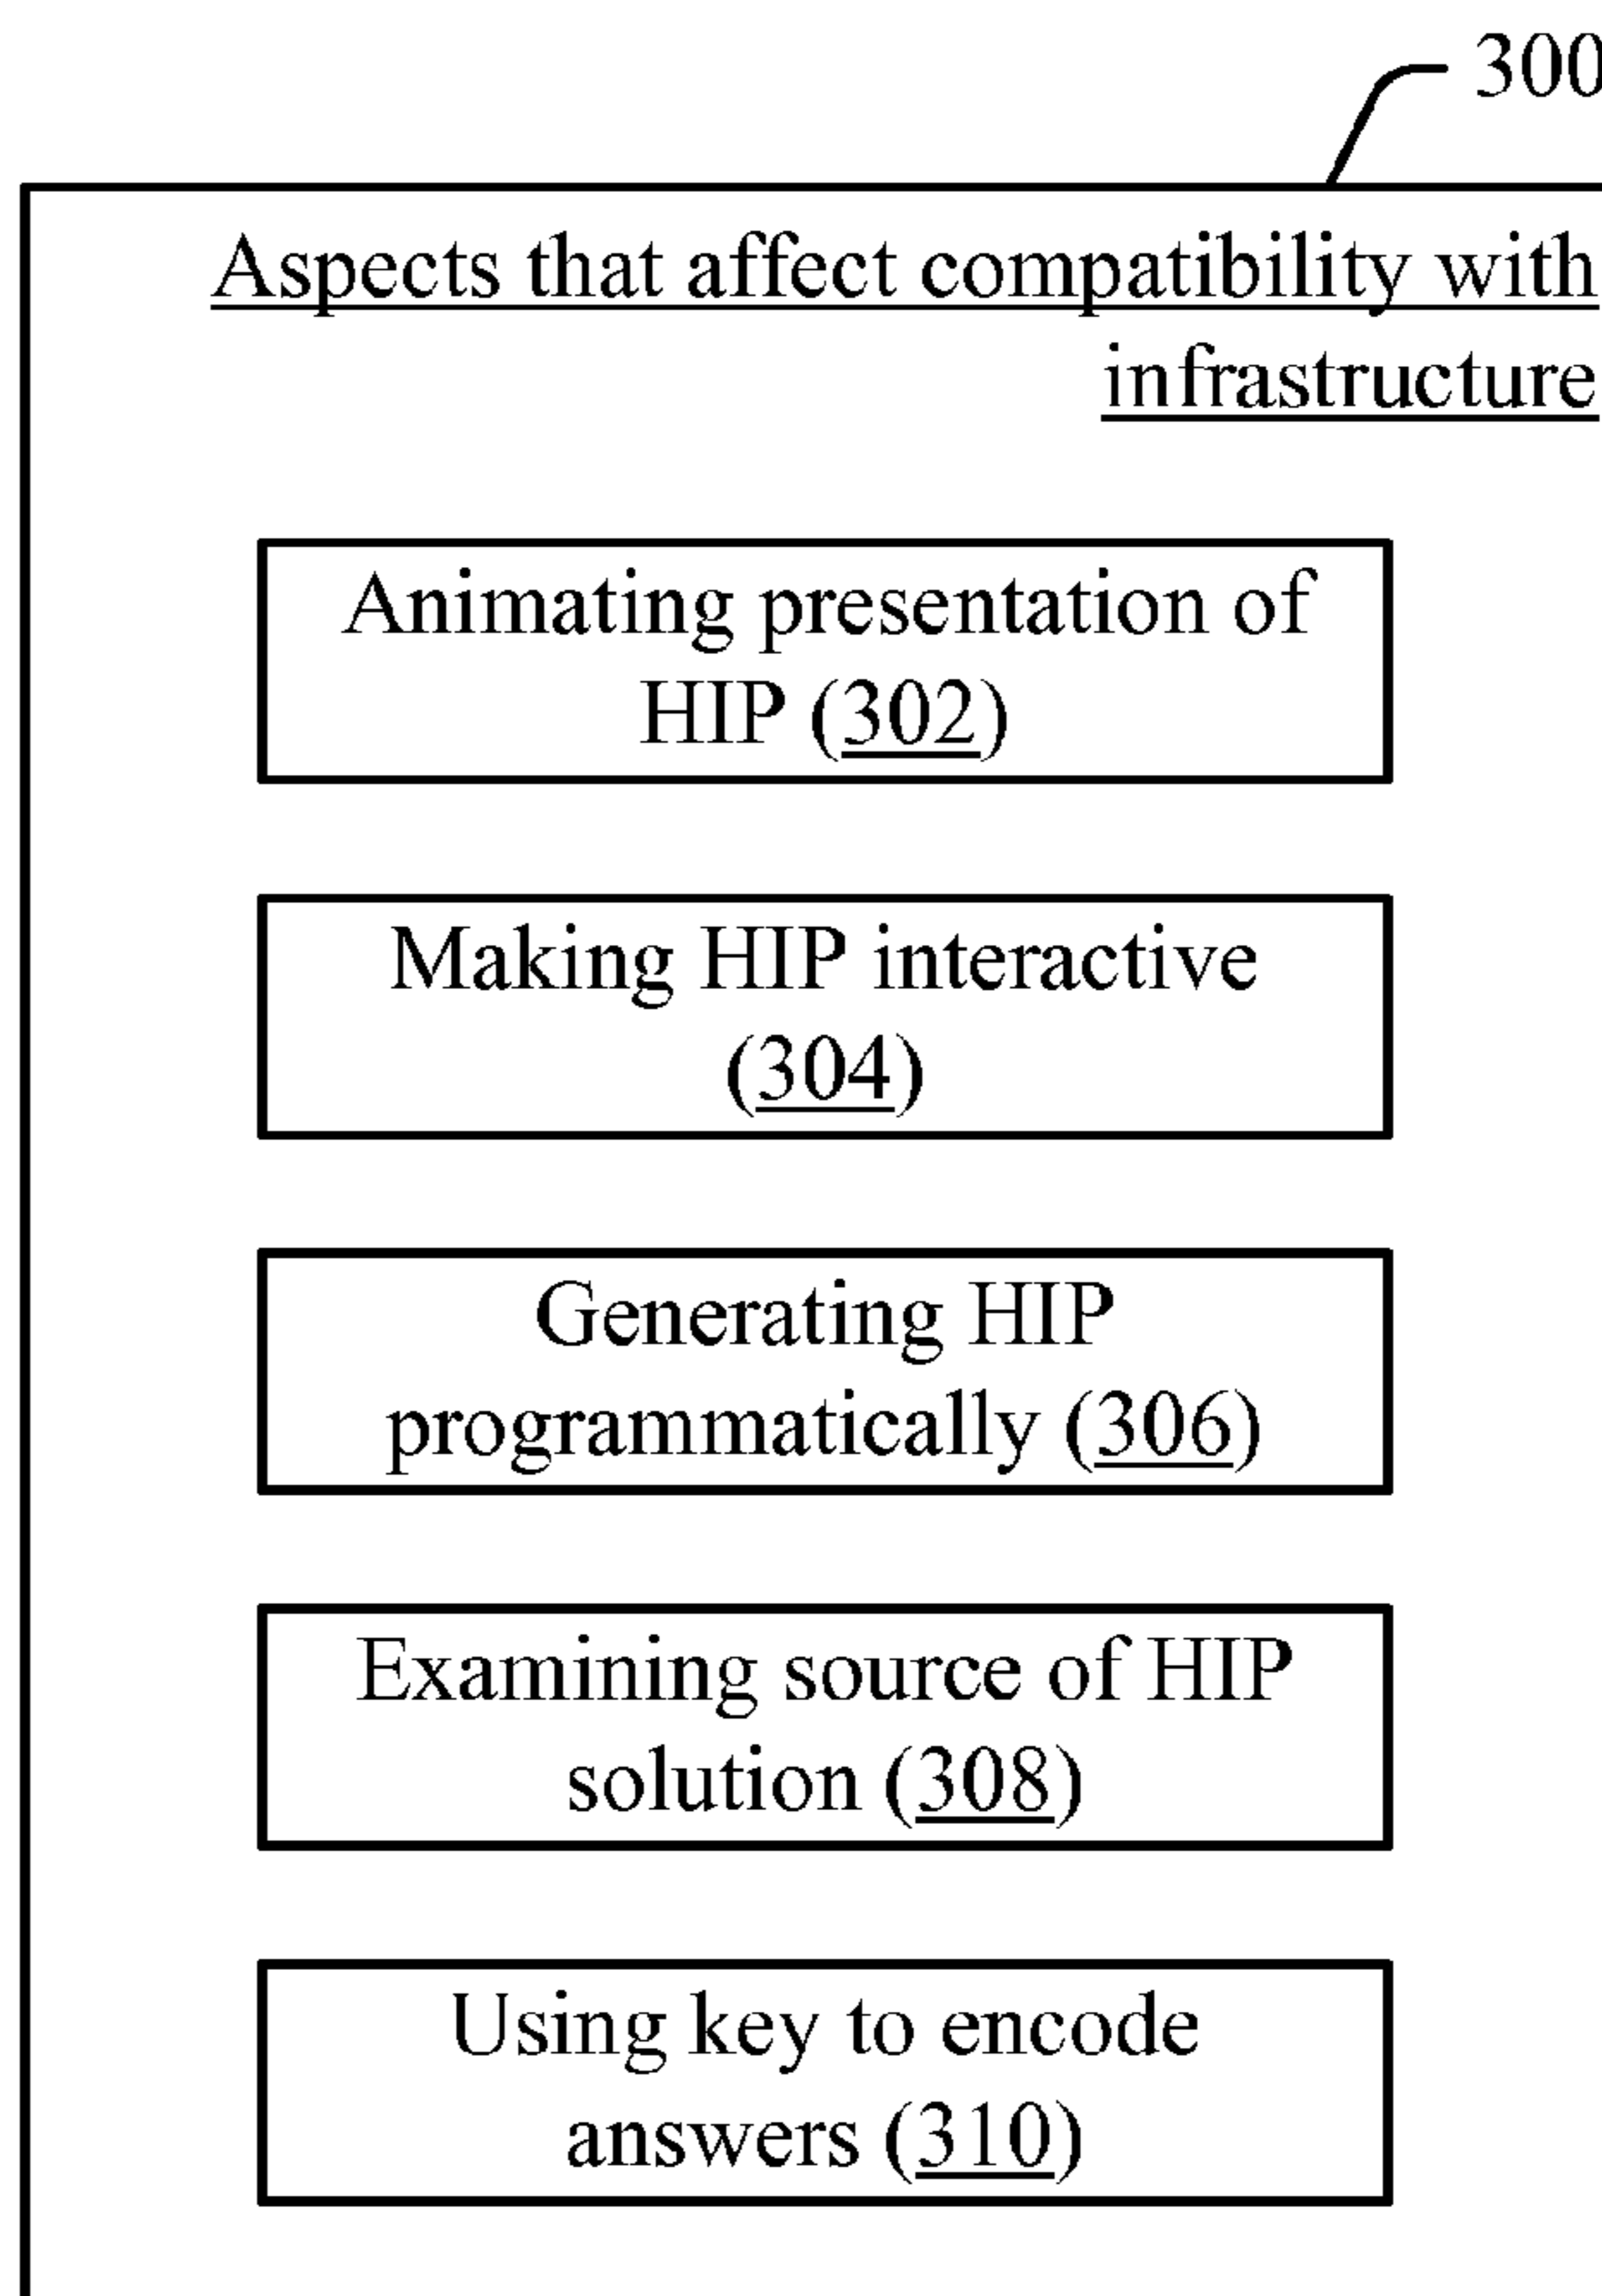 300
Aspects that affect compatibility with
infrastructure
Animating presentation of
HIP (302)
Making HIP interactive
(304)
Generating HIP
programmatically (306)
Examining source of HIP
solution (308)
Using key to encode
answers (310)